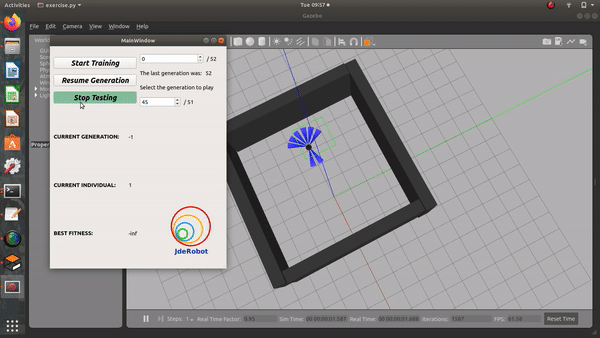 Activities
exercise.py
Tue 09:57
Gazebo
File Edit View Window Help
MainWindow
Start Training
0
/ 52
Resume Generation
The last generation was: 52
Select the generation to play
Stop Testing
45
/ 51
CURRENT GENERATION: -1
CURRENT INDIVIDUAL: 1
BEST FITNESS: -inf
JdeRobot
Steps: 1
Real Time Factor: 0.95
Sim Time: 00 00:00:01.587
Real Time: 00 00:00:01.668
Iterations: 1587
FPS: 61.50
Reset Time